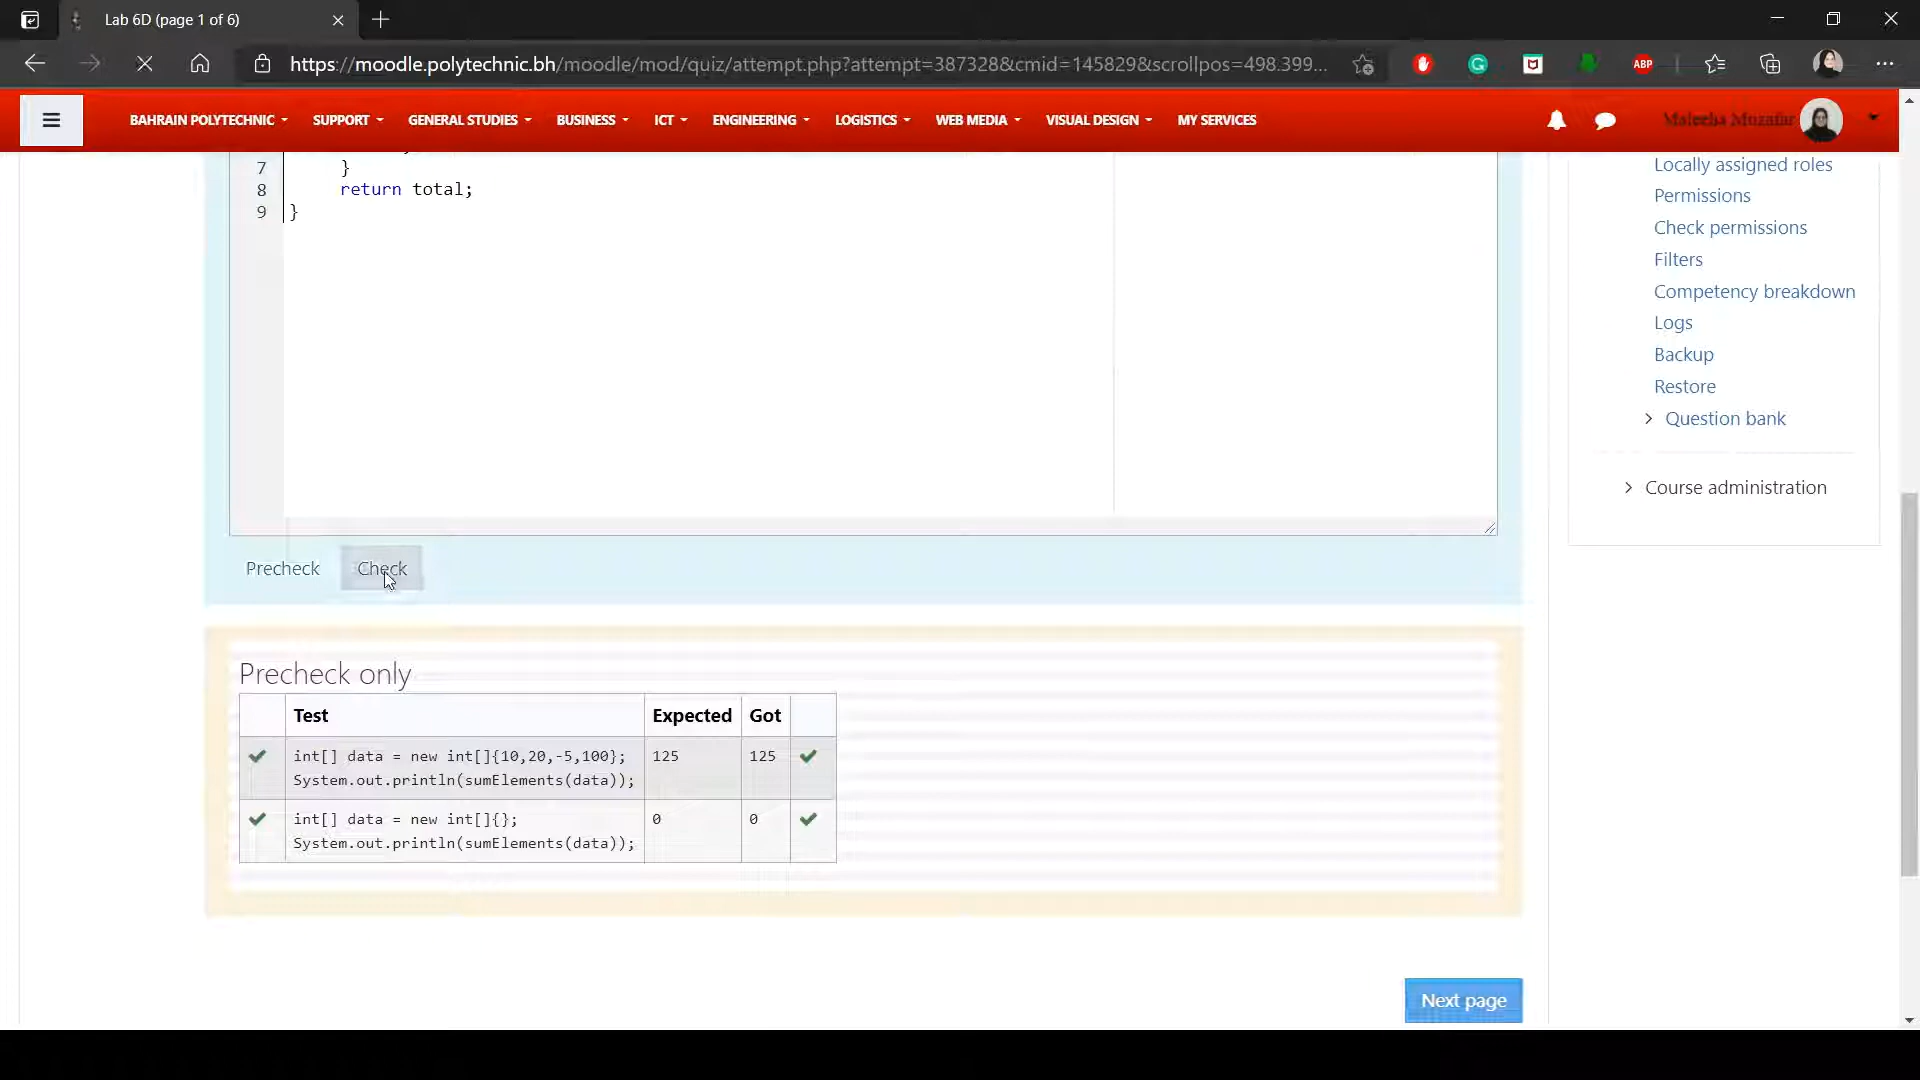 Lab 6D (page 1 of 6)
https://moodle.polytechnic.bh/moodle/mod/quiz/attempt.php?attempt=387328&cmid=145829&scrollpos=498.399...
ABP
BAHRAIN POLYTECHNIC SUPPORT GENERAL STUDIES BUSINESS ICT ENGINEERING LOGISTICS WEB MEDIA VISUAL DESIGN MY SERVICES Maleeha Muzafar
7 }
8 return total;
9 }
Locally assigned roles
Permissions
Check permissions
Filters
Competency breakdown
Logs
Backup
Restore
Question bank
Course administration
Precheck Check
Precheck only
Test Expected Got
int[] data = new int[]{10,20,-5,100}; 125 125
System.out.println(sumElements(data));
int[] data = new int[]{}; 0 0
System.out.println(sumElements(data));
Next page